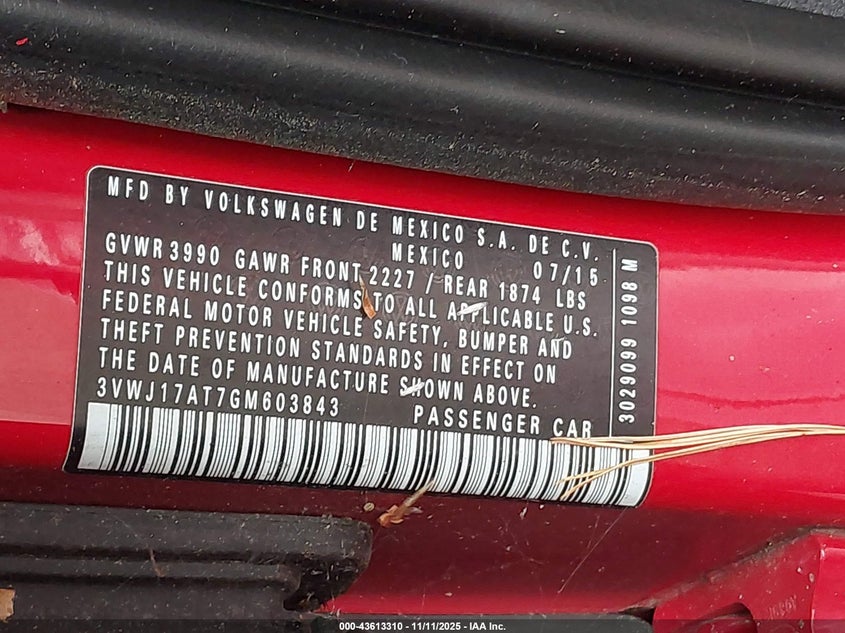 MFD BY VOLKSWAGEN DE MEXICO S.A. DE C.V.
MEXICO 07/15
GVWR 3990 GAWR FRONT 2227 / REAR 1874 LBS
THIS VEHICLE CONFORMS TO ALL APPLICABLE U.S.
FEDERAL MOTOR VEHICLE SAFETY, BUMPER AND
THEFT PREVENTION STANDARDS IN EFFECT ON
THE DATE OF MANUFACTURE SHOWN ABOVE.
3VWJ17AT7GM603843 PASSENGER CAR
3029099 1098 M
000-43613310 - 11/11/2025 - IAA Inc.